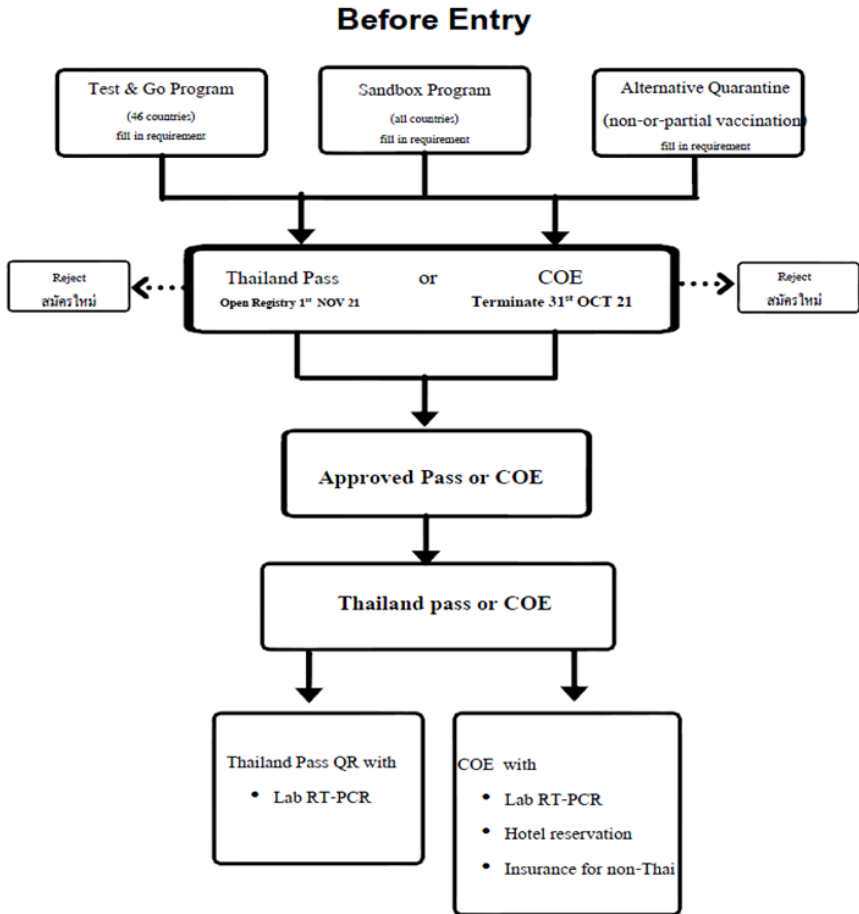 Before Entry
Test & Go Program
(46 countries)
fill in requirement
Sandbox Program
(all countries)
fill in requirement
Alternative Quarantine
(non-or-partial vaccination)
fill in requirement
Reject
สมัครใหม่
Thailand Pass or COE
Open Registry 1st NOV 21 Terminate 31st OCT 21
Reject
สมัครใหม่
Approved Pass or COE
Thailand pass or COE
Thailand Pass QR with
• Lab RT-PCR
COE with
• Lab RT-PCR
• Hotel reservation
• Insurance for non-Thai